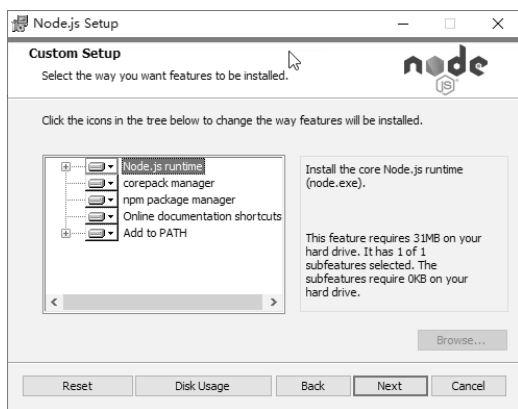 Node.js Setup
Custom Setup
Select the way you want features to be installed.
node
JS
Click the icons in the tree below to change the way features will be installed.
Node.js runtime
corepack manager
npm package manager
Online documentation shortcuts
Add to PATH
Install the core Node.js runtime
(node.exe).
This feature requires 31MB on your
hard drive. It has 1 of 1
subfeatures selected. The
subfeatures require 0KB on your
hard drive.
Browse...
Reset
Disk Usage
Back
Next
Cancel